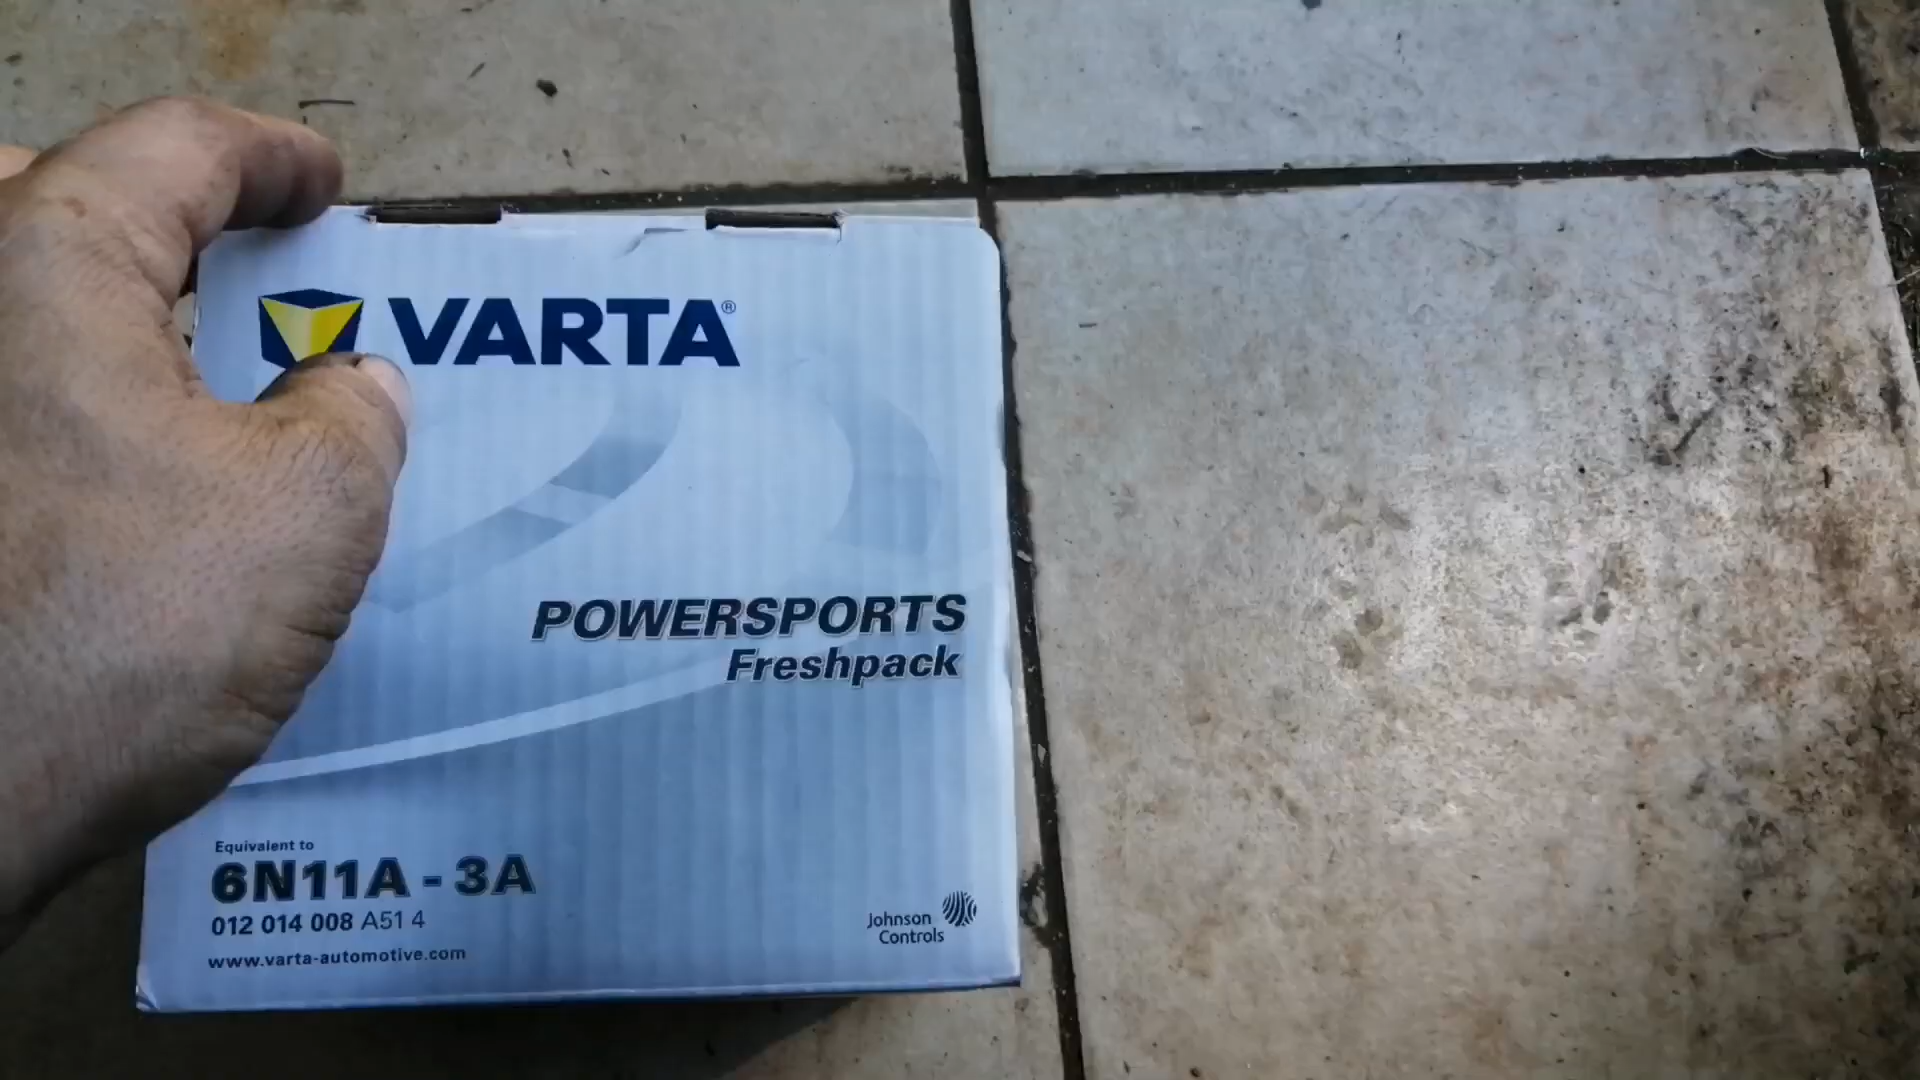 VARTA®
POWERSPORTS
Freshpack
Equivalent to
6N11A - 3A
012 014 008 A51 4
www.varta-automotive.com
Johnson
Controls